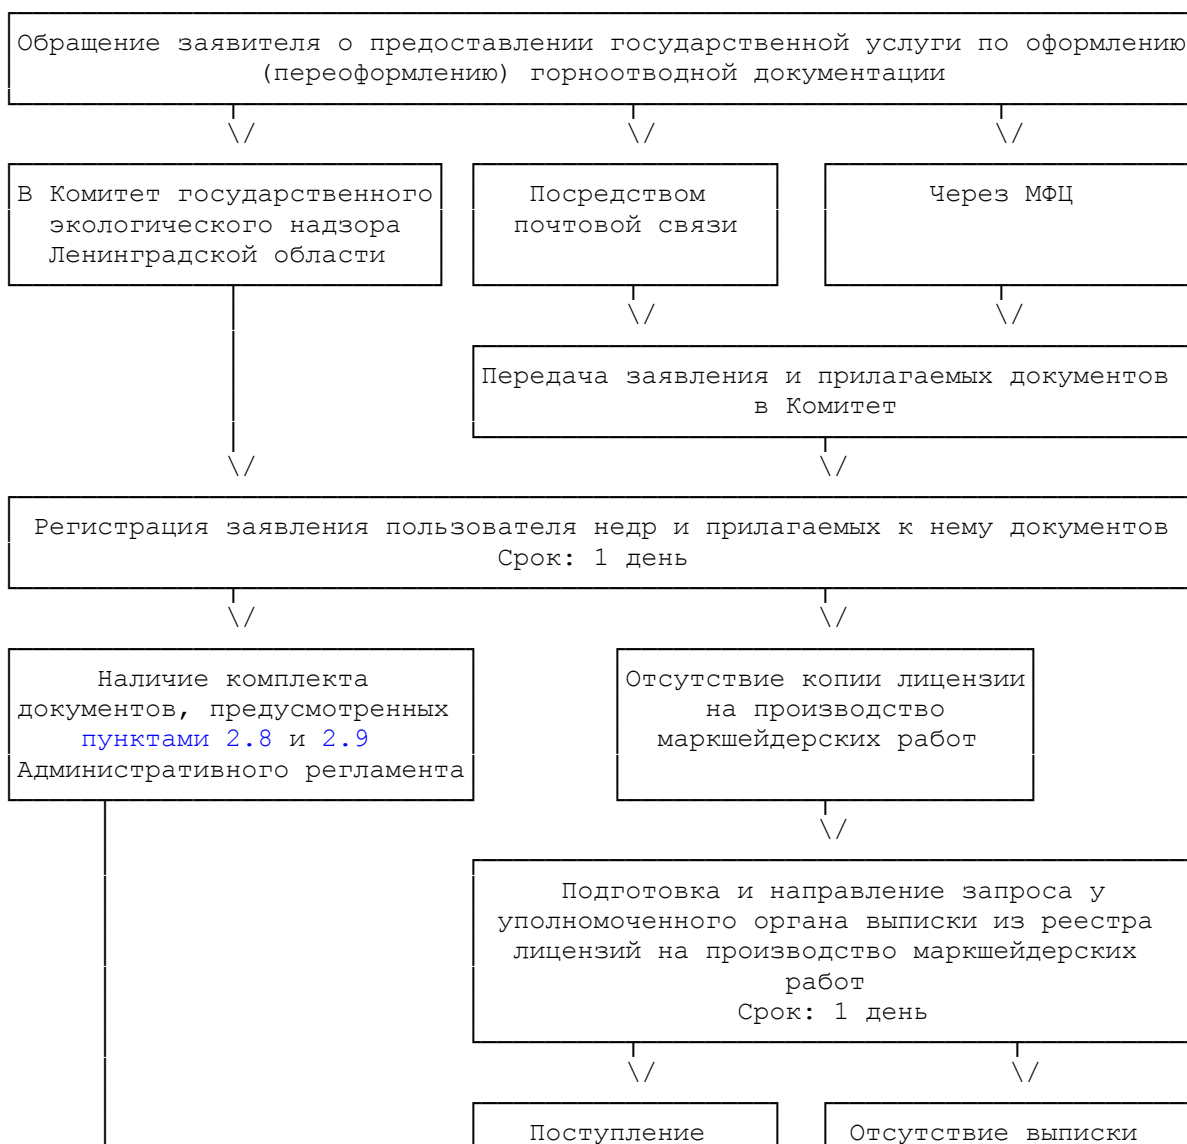 Обращение заявителя о предоставлении государственной услуги по оформлению
(переоформлению) горноотводной документации
В Комитет государственного
экологического надзора
Ленинградской области
Посредством
почтовой связи
Через МФЦ
Передача заявления и прилагаемых документов
в Комитет
Регистрация заявления пользователя недр и прилагаемых к нему документов
Срок: 1 день
Наличие комплекта
документов, предусмотренных
пунктами 2.8 и 2.9
Административного регламента
Отсутствие копии лицензии
на производство
маркшейдерских работ
Подготовка и направление запроса у
уполномоченного органа выписки из реестра
лицензий на производство маркшейдерских
работ
Срок: 1 день
Поступление
Отсутствие выписки